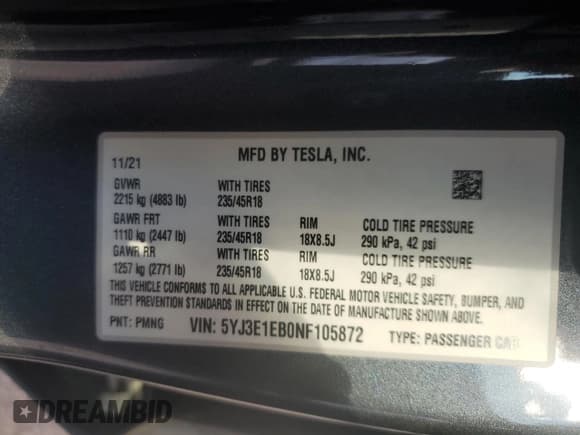 11/21 MFD BY TESLA, INC.
GVWR WITH TIRES
2215 kg (4883 lb) 235/45R18
GAWR FRT WITH TIRES RIM COLD TIRE PRESSURE
1110 kg (2447 lb) 235/45R18 18X8.5J 290 kPa, 42 psi
GAWR RR WITH TIRES RIM COLD TIRE PRESSURE
1257 kg (2771 lb) 235/45R18 18X8.5J 290 kPa, 42 psi
THIS VEHICLE CONFORMS TO ALL APPLICABLE U.S. FEDERAL MOTOR VEHICLE SAFETY, BUMPER, AND
THEFT PREVENTION STANDARDS IN EFFECT ON THE DATE OF MANUFACTURE SHOWN ABOVE.
PNT: PMNG VIN: 5YJ3E1EB0NF105872 TYPE: PASSENGER CAR
DREAMBID